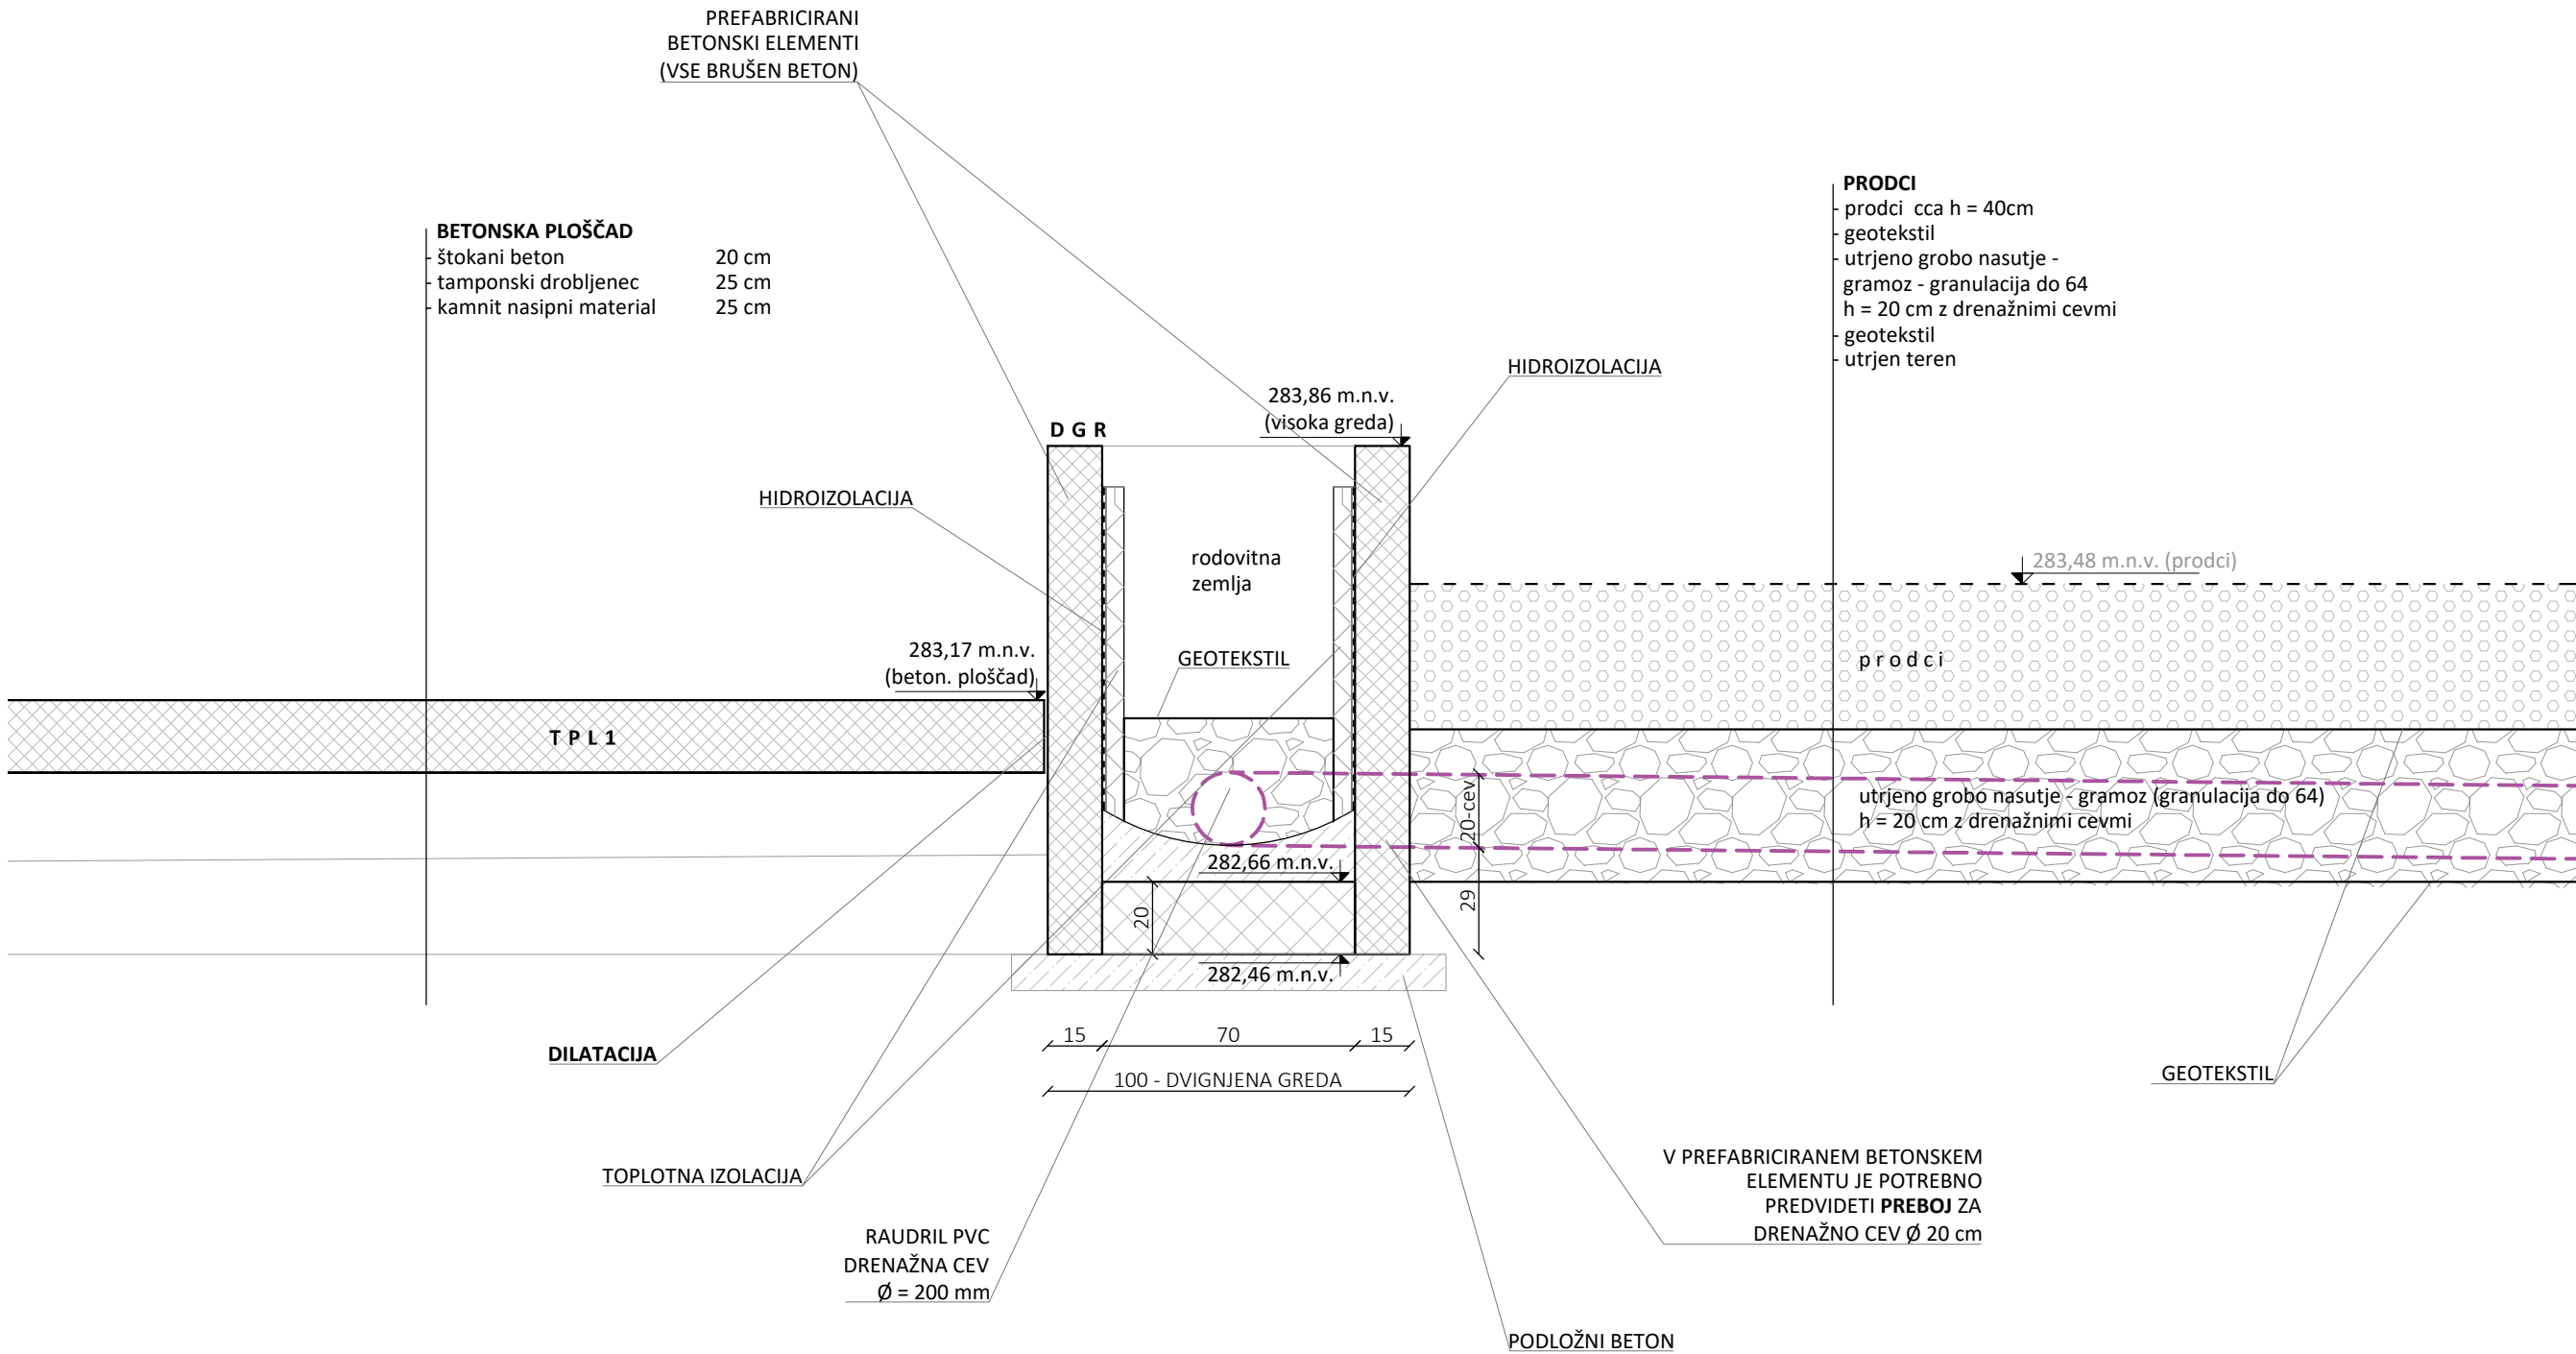 PREFABRICIRANI
BETONSKI ELEMENTI
(VSE BRUŠEN BETON)
BETONSKA PLOŠČAD
- štokani beton 20 cm
- tamponski drobljenec 25 cm
- kamnit nasipni material 25 cm
PRODCI
- prodci cca h = 40cm
- geotekstil
- utrjeno grobo nasutje -
gramoz - granulacija do 64
h = 20 cm z drenažnimi cevmi
- geotekstil
- utrjen teren
HIDROIZOLACIJA
283,86 m.n.v.
(visoka greda)
D G R
HIDROIZOLACIJA
rodovitna
zemlja
283,48 m.n.v. (prodci)
283,17 m.n.v.
(beton. ploščad)
GEOTEKSTIL
p r o d c i
T P L 1
utrjeno grobo nasutje - gramoz (granulacija do 64)
h = 20 cm z drenažnimi cevmi
20-cev
282,66 m.n.v.
20
29
282,46 m.n.v.
15 70 15
100 - DVIGNJENA GREDA
DILATACIJA
GEOTEKSTIL
TOPLOTNA IZOLACIJA
V PREFABRICIRANEM BETONSKEM
ELEMENTU JE POTREBNO
PREDVIDETI PREBOJ ZA
DRENAŽNO CEV Ø 20 cm
RAUDRIL PVC
DRENAŽNA CEV
Ø = 200 mm
PODLOŽNI BETON